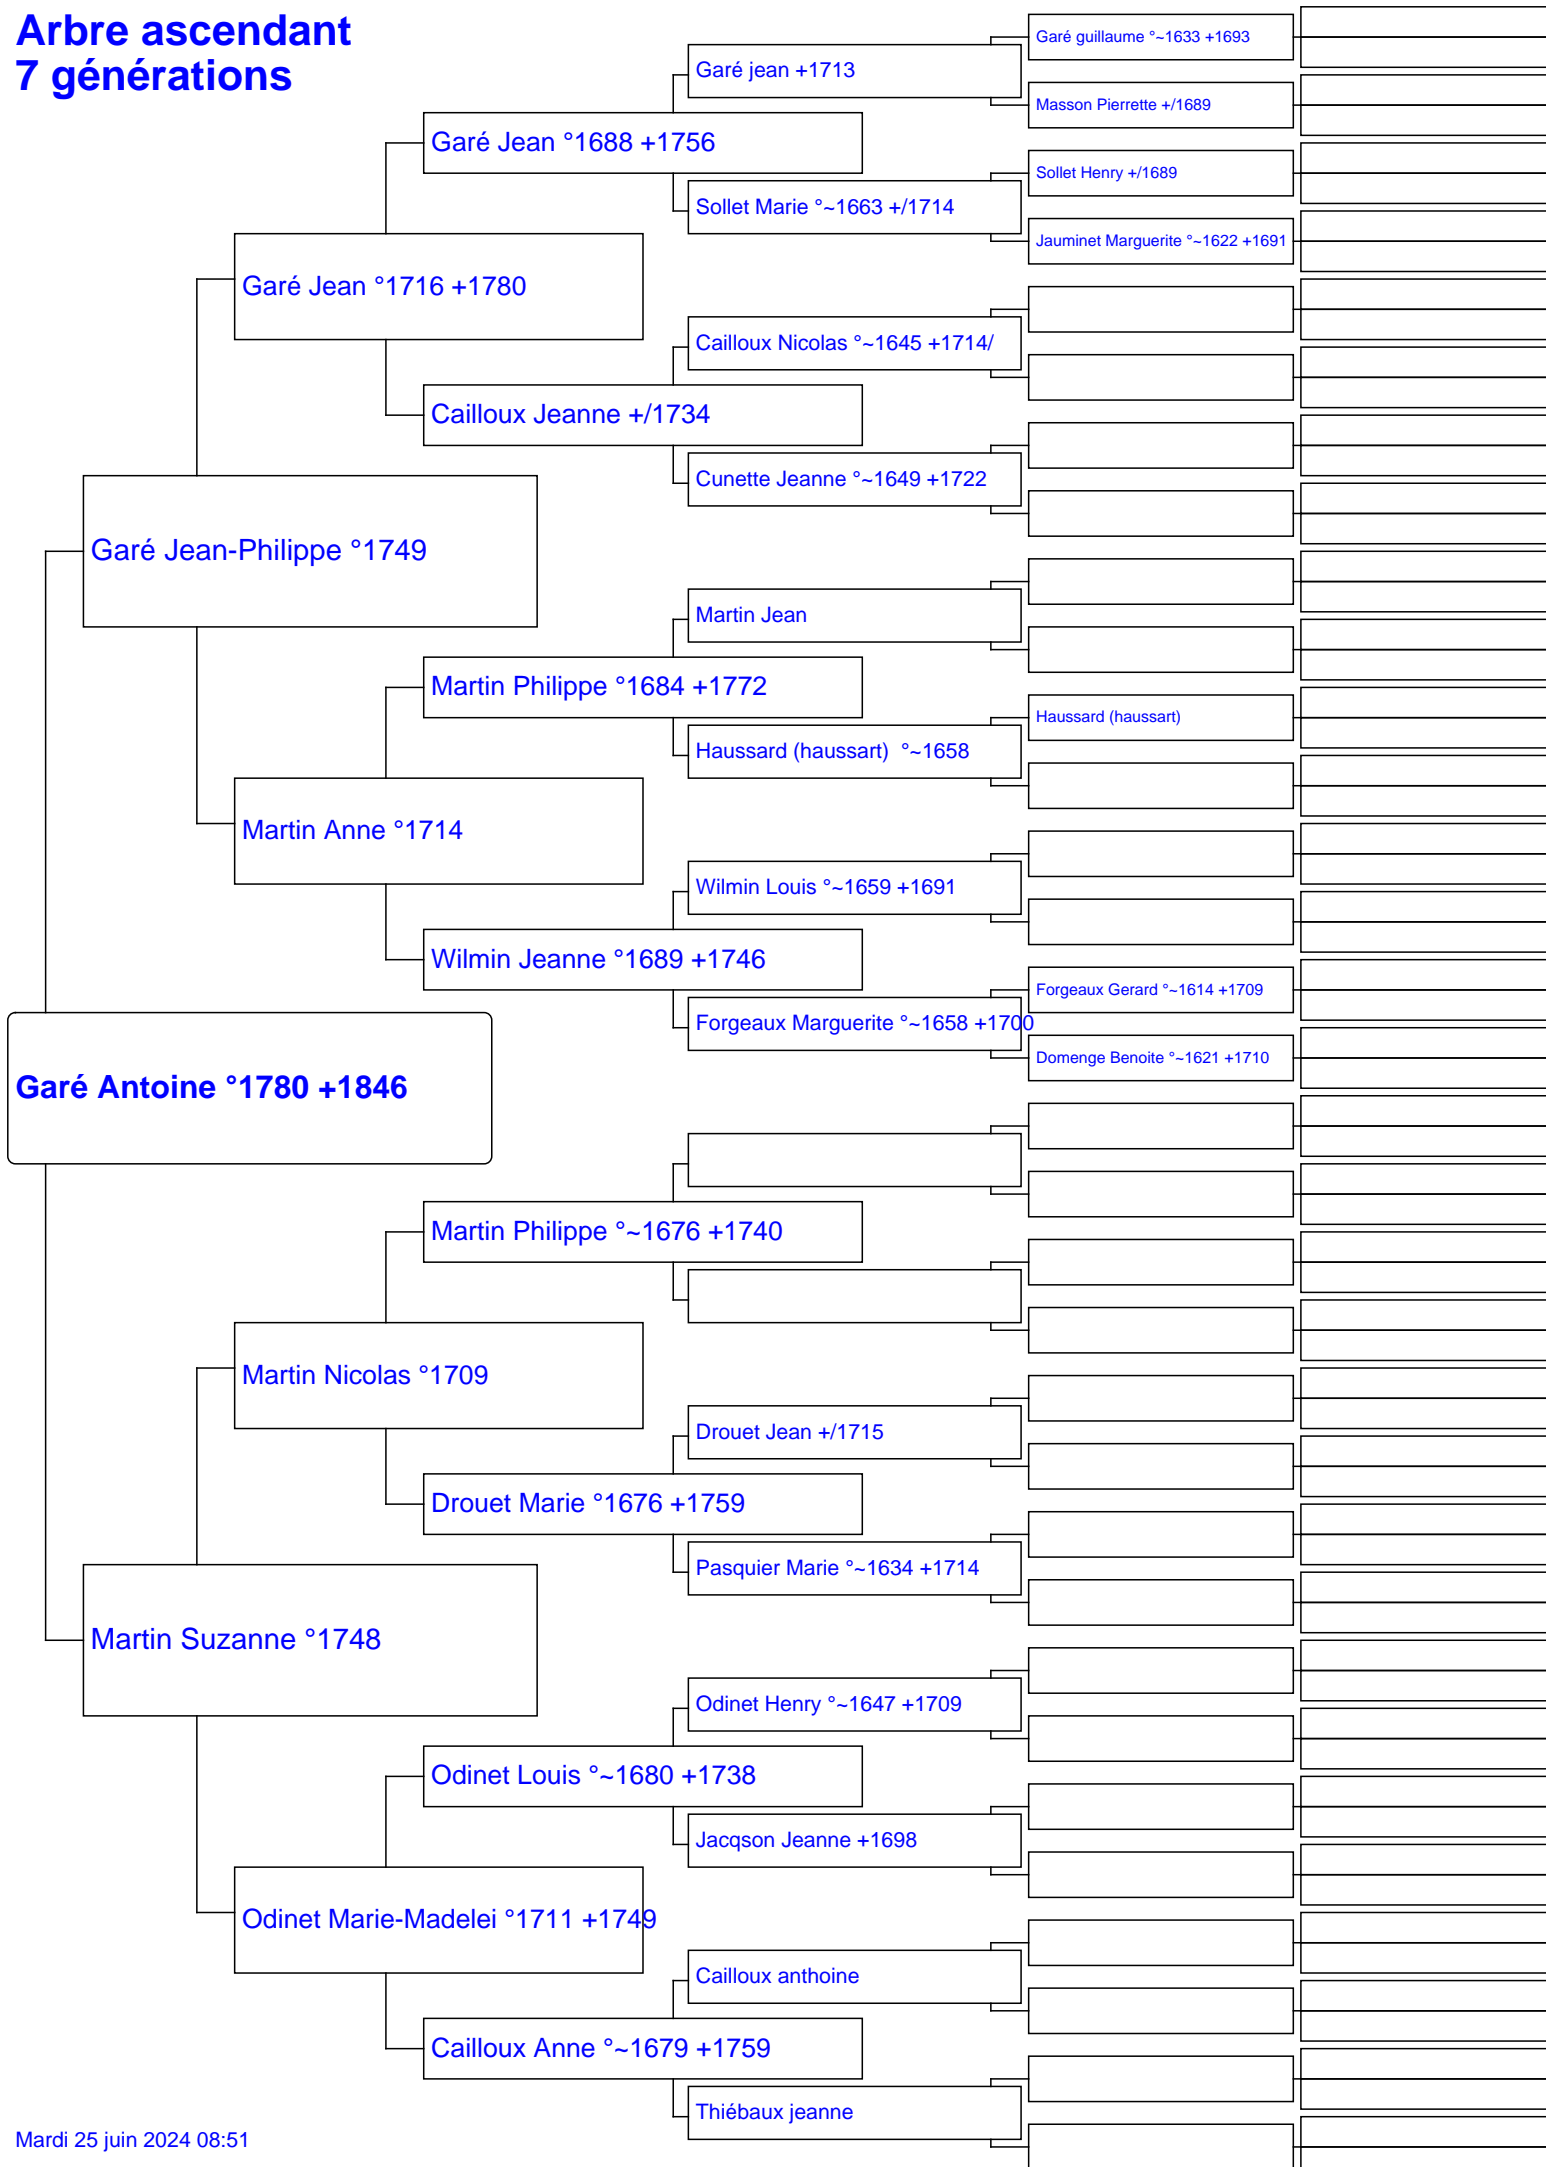 Arbre ascendant
7 générations
Garé guillaume °~1633 +1693
Garé jean +1713
Masson Pierrette +/1689
Garé Jean °1688 +1756
Sollet Henry +/1689
Sollet Marie °~1663 +/1714
Jauminet Marguerite °~1622 +1691
Garé Jean °1716 +1780
Cailloux Nicolas °~1645 +1714/
Cailloux Jeanne +/1734
Cunette Jeanne °~1649 +1722
Garé Jean-Philippe °1749
Martin Jean
Martin Philippe °1684 +1772
Haussard (haussart)
Haussard (haussart)  °~1658
Martin Anne °1714
Wilmin Louis °~1659 +1691
Wilmin Jeanne °1689 +1746
Forgeaux Gerard °~1614 +1709
Forgeaux Marguerite °~1658 +1700
Domenge Benoite °~1621 +1710
Garé Antoine °1780 +1846
Martin Philippe °~1676 +1740
Martin Nicolas °1709
Drouet Jean +/1715
Drouet Marie °1676 +1759
Pasquier Marie °~1634 +1714
Martin Suzanne °1748
Odinet Henry °~1647 +1709
Odinet Louis °~1680 +1738
Jacqson Jeanne +1698
Odinet Marie-Madelei °1711 +1749
Cailloux anthoine
Cailloux Anne °~1679 +1759
Thiébaux jeanne
Mardi 25 juin 2024 08:51